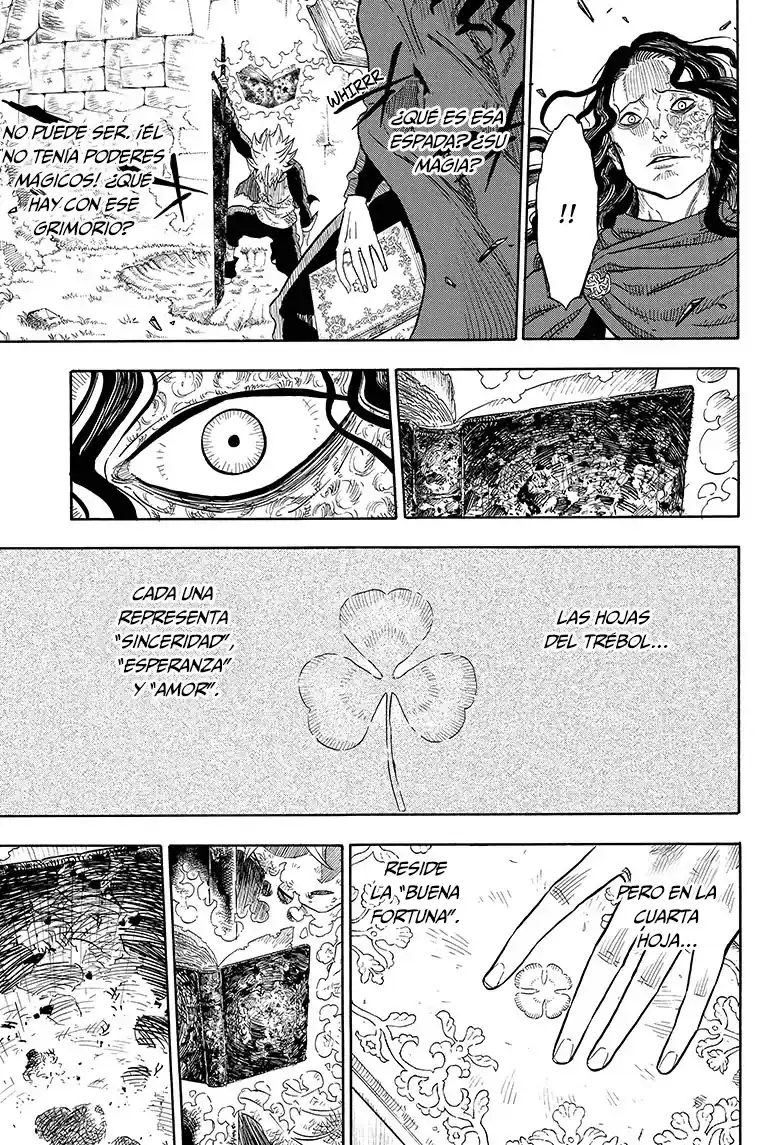 !!
¿QUÉ ES ESA
ESPADA? ¿SU
MAGIA?
WHIRRR
NO PUEDE SER. ¡ÉL
NO TENÍA PODERES
MÁGICOS! ¿QUÉ
HAY CON ESE
GRIMORIO?
LAS HOJAS
DEL TRÉBOL...
CADA UNA
REPRESENTA
"SINCERIDAD",
"ESPERANZA"
Y "AMOR".
PERO EN LA
CUARTA
HOJA...
RESIDE
LA "BUENA
FORTUNA".